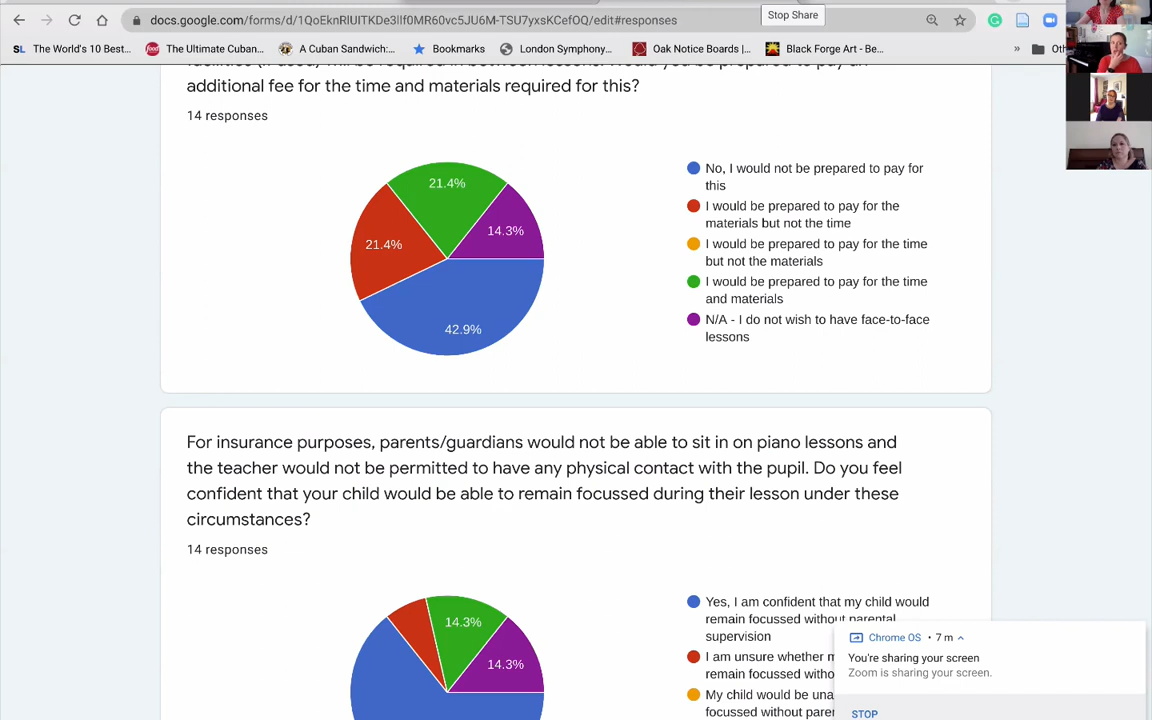 docs.google.com/forms/d/1QoEknRlUITKDe3llf0MR60vc5JU6M-TSU7yxsKCefOQ/edit#responses
Stop Share
SL The World's 10 Best...
food The Ultimate Cuban...
A Cuban Sandwich:...
Bookmarks
London Symphony...
Oak Notice Boards |...
Black Forge Art - Be...
»
additional fee for the time and materials required for this?
14 responses
21.4%
21.4%
14.3%
42.9%
No, I would not be prepared to pay for
this
I would be prepared to pay for the
materials but not the time
I would be prepared to pay for the time
but not the materials
I would be prepared to pay for the time
and materials
N/A - I do not wish to have face-to-face
lessons
For insurance purposes, parents/guardians would not be able to sit in on piano lessons and
the teacher would not be permitted to have any physical contact with the pupil. Do you feel
confident that your child would be able to remain focussed during their lesson under these
circumstances?
14 responses
14.3%
14.3%
Yes, I am confident that my child would
remain focussed without parental
supervision
I am unsure whether
remain focussed
My child would be
focussed without
Chrome OS • 7 m
You're sharing your screen
Zoom is sharing your screen.
STOP